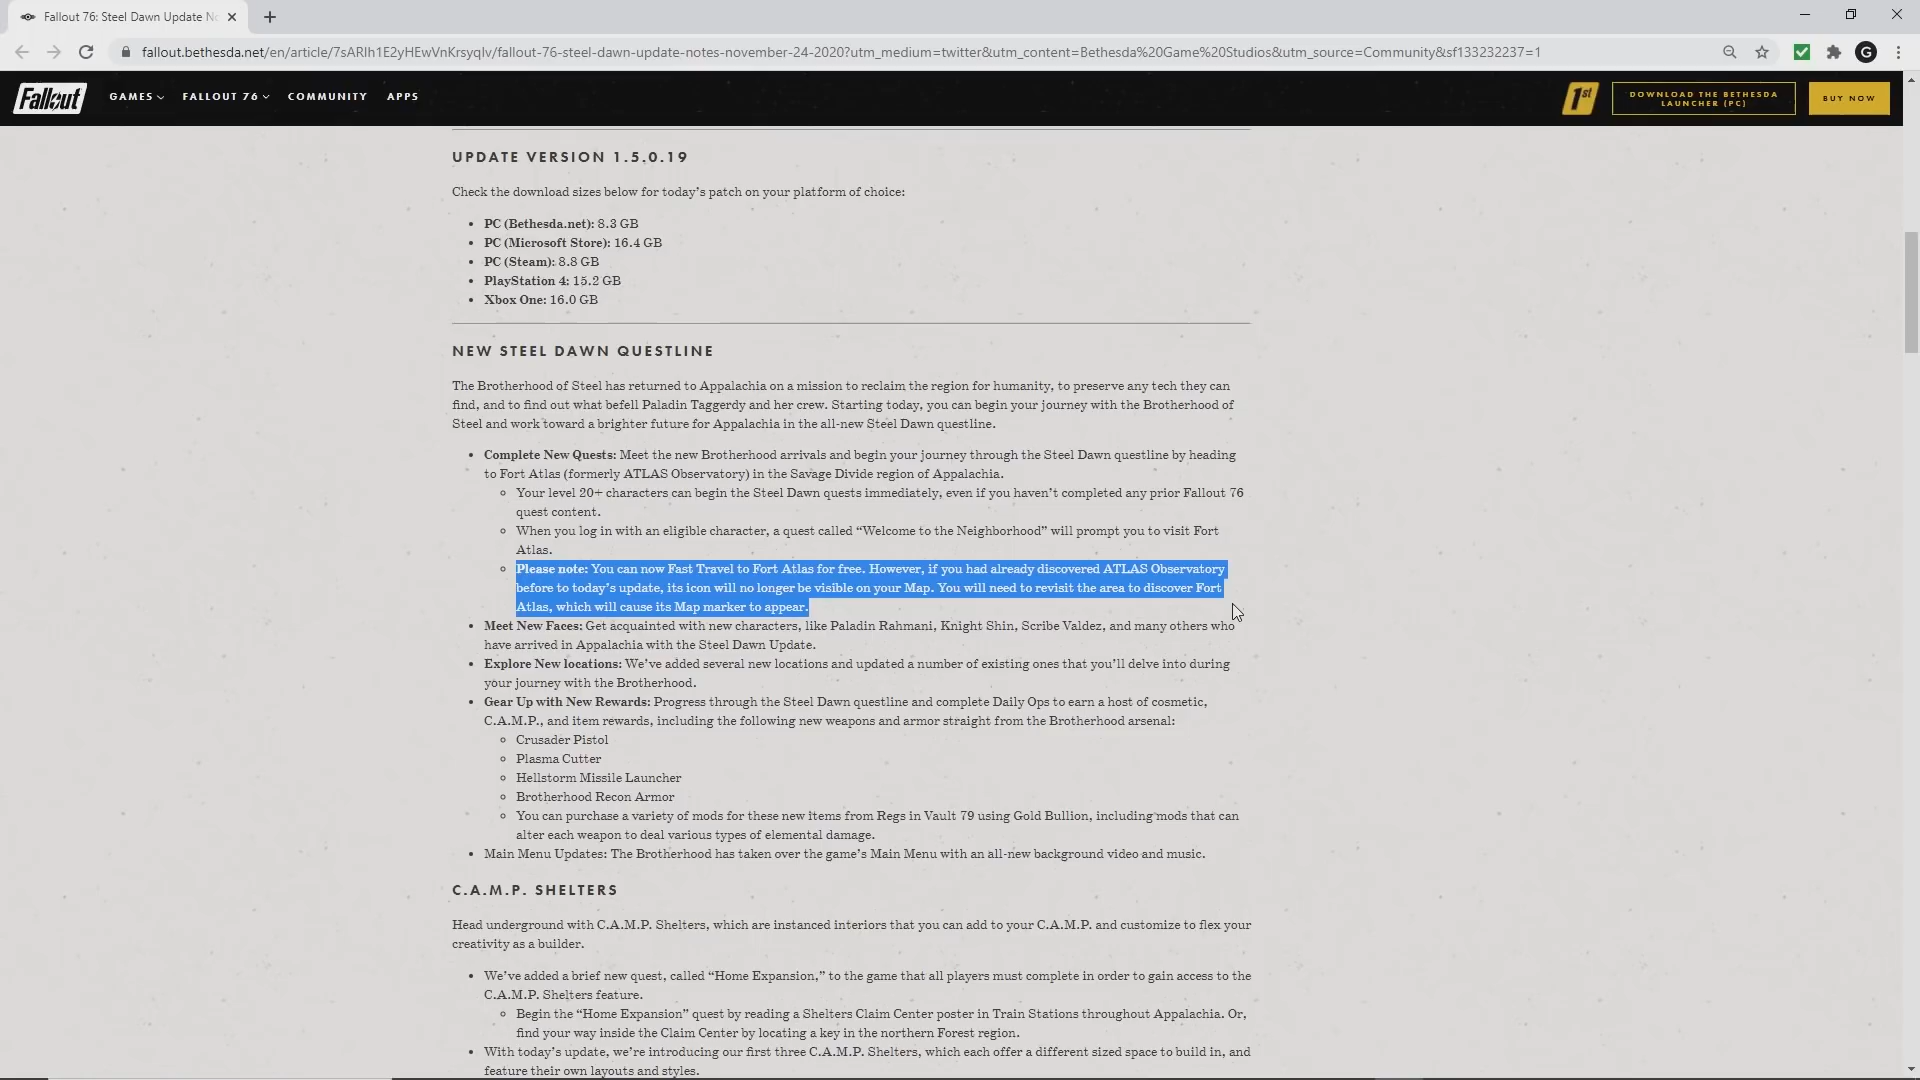 Fallout 76: Steel Dawn Update No
fallout.bethesda.net/en/article/7sARlh1E2yHEwVnKrsyqlv/fallout-76-steel-dawn-update-notes-november-24-2020?utm_medium=twitter&utm_content=Bethesda%20Game%20Studios&utm_source=Community&sf133232237=1
G
Fallout
GAMES
FALLOUT 76
COMMUNITY
APPS
1st
DOWNLOAD THE BETHESDA
LAUNCHER (PC)
BUY NOW
UPDATE VERSION 1.5.0.19
Check the download sizes below for today’s patch on your platform of choice:
• PC (Bethesda.net): 8.3 GB
• PC (Microsoft Store): 16.4 GB
• PC (Steam): 8.8 GB
• PlayStation 4: 15.2 GB
• Xbox One: 16.0 GB
NEW STEEL DAWN QUESTLINE
The Brotherhood of Steel has returned to Appalachia on a mission to reclaim the region for humanity, to preserve any tech they can
find, and to find out what befell Paladin Taggerdy and her crew. Starting today, you can begin your journey with the Brotherhood of
Steel and work toward a brighter future for Appalachia in the all-new Steel Dawn questline.
• Complete New Quests: Meet the new Brotherhood arrivals and begin your journey through the Steel Dawn questline by heading
to Fort Atlas (formerly ATLAS Observatory) in the Savage Divide region of Appalachia.
Your level 20+ characters can begin the Steel Dawn quests immediately, even if you haven’t completed any prior Fallout 76
quest content.
When you log in with an eligible character, a quest called “Welcome to the Neighborhood” will prompt you to visit Fort
Atlas.
Please note: You can now Fast Travel to Fort Atlas for free. However, if you had already discovered ATLAS Observatory
before to today’s update, its icon will no longer be visible on your Map. You will need to revisit the area to discover Fort
Atlas, which will cause its Map marker to appear.
• Meet New Faces: Get acquainted with new characters, like Paladin Rahmani, Knight Shin, Scribe Valdez, and many others who
have arrived in Appalachia with the Steel Dawn Update.
• Explore New locations: We’ve added several new locations and updated a number of existing ones that you’ll delve into during
your journey with the Brotherhood.
• Gear Up with New Rewards: Progress through the Steel Dawn questline and complete Daily Ops to earn a host of cosmetic,
C.A.M.P., and item rewards, including the following new weapons and armor straight from the Brotherhood arsenal:
Crusader Pistol
Plasma Cutter
Hellstorm Missile Launcher
Brotherhood Recon Armor
You can purchase a variety of mods for these new items from Regs in Vault 79 using Gold Bullion, including mods that can
alter each weapon to deal various types of elemental damage.
• Main Menu Updates: The Brotherhood has taken over the game’s Main Menu with an all-new background video and music.
C.A.M.P. SHELTERS
Head underground with C.A.M.P. Shelters, which are instanced interiors that you can add to your C.A.M.P. and customize to flex your
creativity as a builder.
• We’ve added a brief new quest, called “Home Expansion,” to the game that all players must complete in order to gain access to the
C.A.M.P. Shelters feature.
Begin the “Home Expansion” quest by reading a Shelters Claim Center poster in Train Stations throughout Appalachia. Or,
find your way inside the Claim Center by locating a key in the northern Forest region.
• With today’s update, we’re introducing our first three C.A.M.P. Shelters, which each offer a different sized space to build in, and
feature their own layouts and styles.